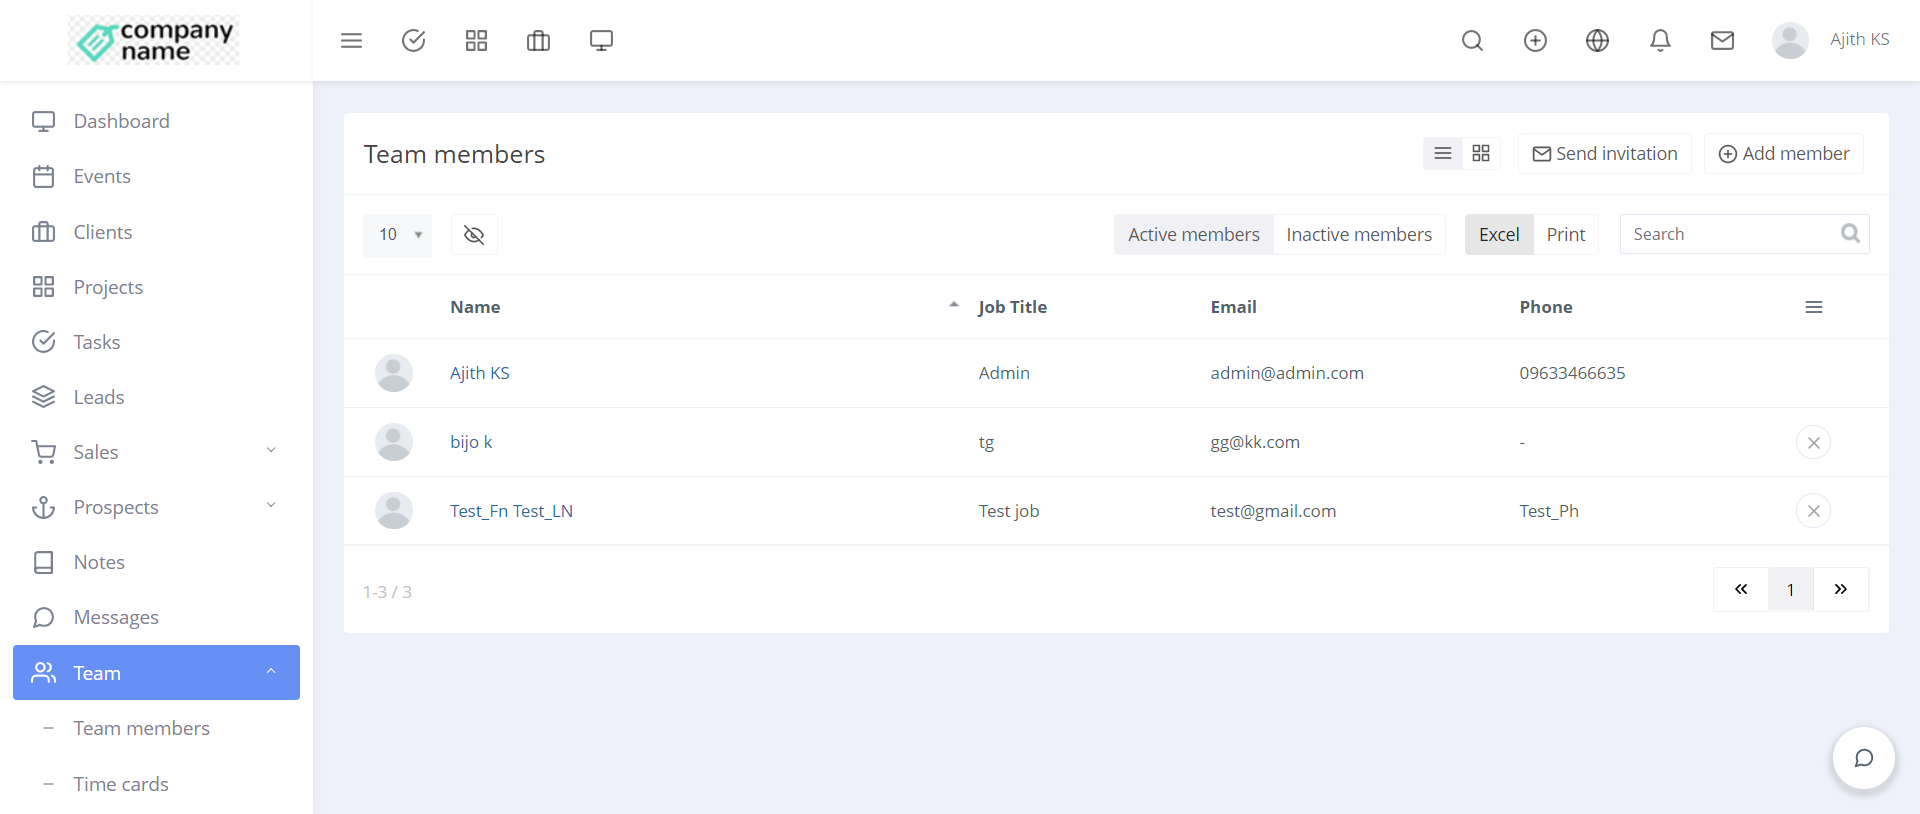 company
name
Ajith KS
Dashboard
Events
Clients
Projects
Tasks
Leads
Sales
Prospects
Notes
Messages
Team
Team members
Time cards
Team members
Send invitation
Add member
10
Active members
Inactive members
Excel
Print
Search
Name
Job Title
Email
Phone
Ajith KS
Admin
admin@admin.com
09633466635
bijo k
tg
gg@kk.com
-
Test_Fn Test_LN
Test job
test@gmail.com
Test_Ph
1-3 / 3
1